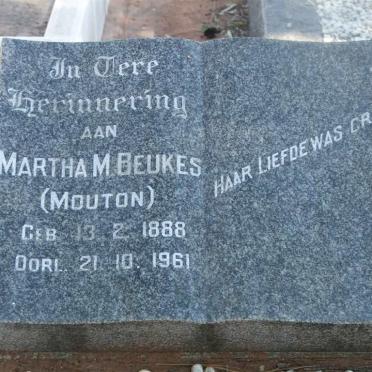 In Tere
Herinnering
AAN
MARTHA M. BEUKES
(MOUTON)
GEB. 13. 2. 1888
OORL. 21. 10. 1961
HAAR LIEFDE WAS